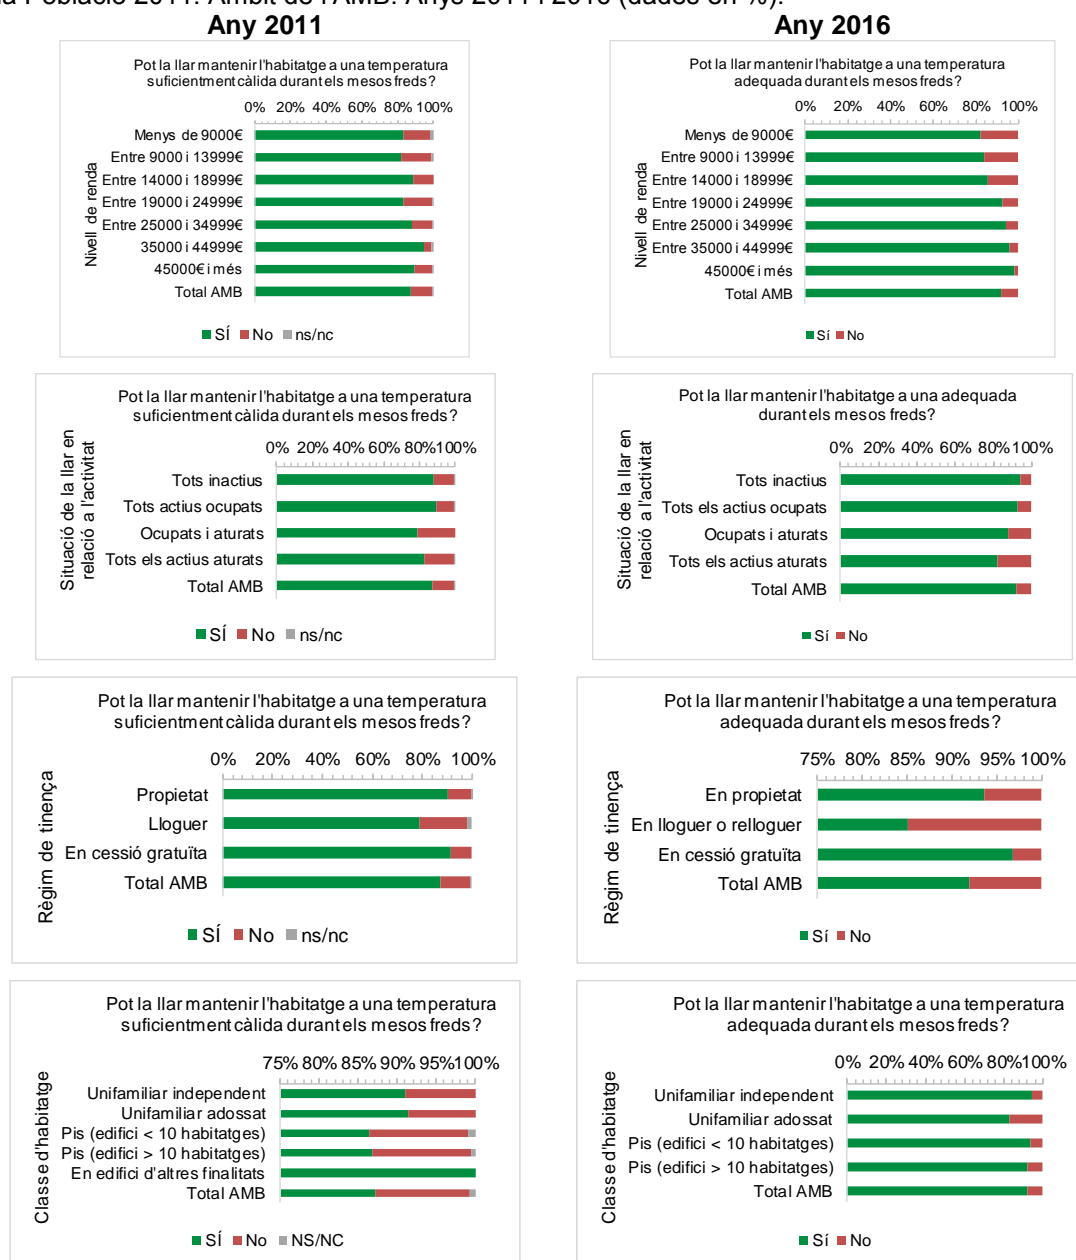 la Població 2011. Àmbit de l'AMB. Anys 2011 i 2016 (dades en %).
Any 2011
Pot la llar mantenir l'habitatge a una temperatura
suficientment càlida durant els mesos freds?
0% 20% 40% 60% 80% 100%
Nivell de renda
Menys de 9000€
Entre 9000 i 13999€
Entre 14000 i 18999€
Entre 19000 i 24999€
Entre 25000 i 34999€
35000 i 44999€
45000€ i més
Total AMB
SÍ No ns/nc
Any 2016
Pot la llar mantenir l'habitatge a una temperatura
adequada durant els mesos freds?
0% 20% 40% 60% 80% 100%
Nivell de renda
Menys de 9000€
Entre 9000 i 13999€
Entre 14000 i 18999€
Entre 19000 i 24999€
Entre 25000 i 34999€
Entre 35000 i 44999€
45000€ i més
Total AMB
Sí No
Pot la llar mantenir l'habitatge a una temperatura
suficientment càlida durant els mesos freds?
0% 20% 40% 60% 80% 100%
Situació de la llar en
relació a l'activitat
Tots inactius
Tots actius ocupats
Ocupats i aturats
Tots els actius aturats
Total AMB
SÍ No ns/nc
Pot la llar mantenir l'habitatge a una adequada
durant els mesos freds?
0% 20% 40% 60% 80% 100%
Situació de la llar en
relació a l'activitat
Tots inactius
Tots els actius ocupats
Ocupats i aturats
Tots els actius aturats
Total AMB
Sí No
Pot la llar mantenir l'habitatge a una temperatura
suficientment càlida durant els mesos freds?
0% 20% 40% 60% 80% 100%
Règim de tinença
Propietat
Lloguer
En cessió gratuïta
Total AMB
SÍ No ns/nc
Pot la llar mantenir l'habitatge a una temperatura
adequada durant els mesos freds?
75% 80% 85% 90% 95% 100%
Règim de tinença
En propietat
En lloguer o relloguer
En cessió gratuïta
Total AMB
Sí No
Pot la llar mantenir l'habitatge a una temperatura
suficientment càlida durant els mesos freds?
75% 80% 85% 90% 95% 100%
Classe d'habitatge
Unifamiliar independent
Unifamiliar adossat
Pis (edifici < 10 habitatges)
Pis (edifici > 10 habitatges)
En edifici d'altres finalitats
Total AMB
SÍ No NS/NC
Pot la llar mantenir l'habitatge a una temperatura
adequada durant els mesos freds?
0% 20% 40% 60% 80% 100%
Classe d'habitatge
Unifamiliar independent
Unifamiliar adossat
Pis (edifici < 10 habitatges)
Pis (edifici > 10 habitatges)
Total AMB
Sí No